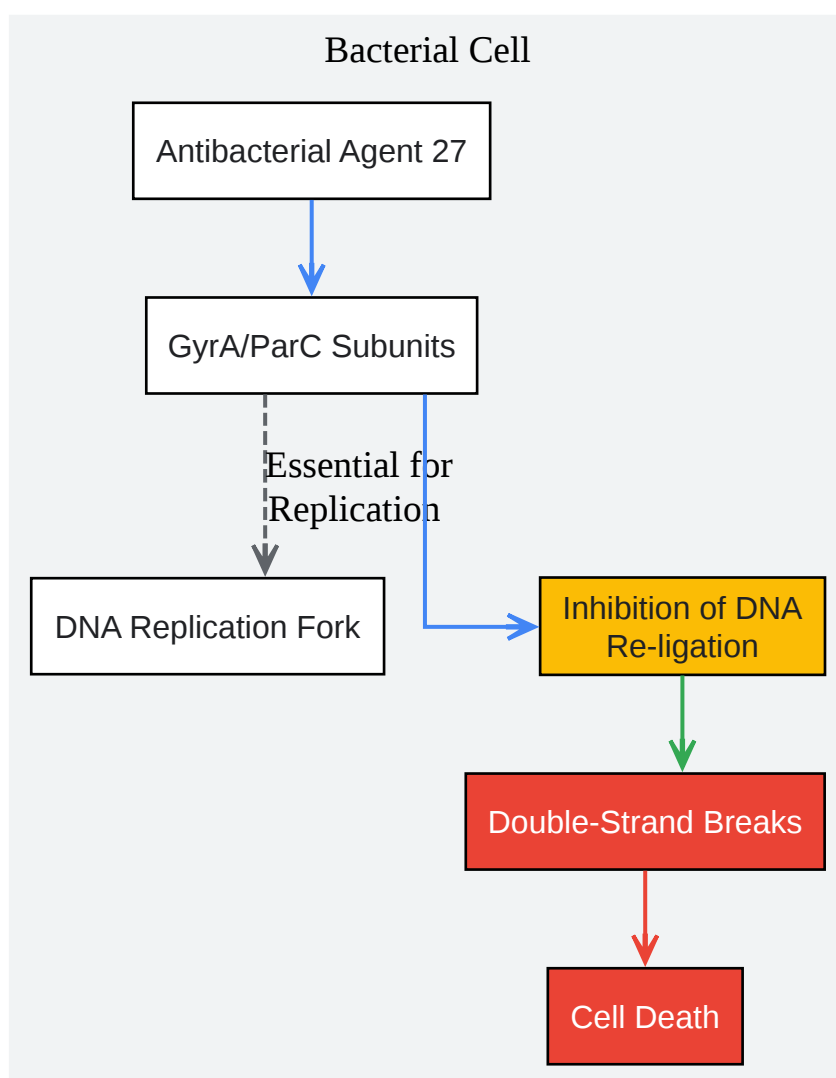 Bacterial Cell
Antibacterial Agent 27
GyrA/ParC Subunits
Essential for
Replication
DNA Replication Fork
Inhibition of DNA
Re-ligation
Double-Strand Breaks
Cell Death